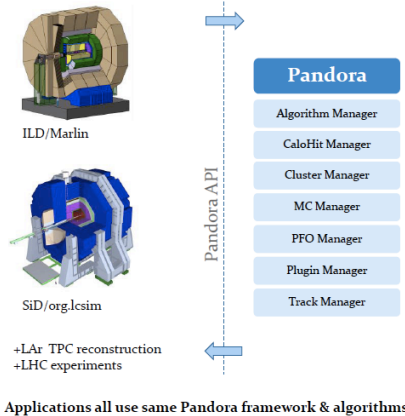 ILD/Marlin
SiD/org.lcsim
+LAr TPC reconstruction
+LHC experiments
Pandora API
Pandora
Algorithm Manager
CaloHit Manager
Cluster Manager
MC Manager
PFO Manager
Plugin Manager
Track Manager
Applications all use same Pandora framework & algorithms